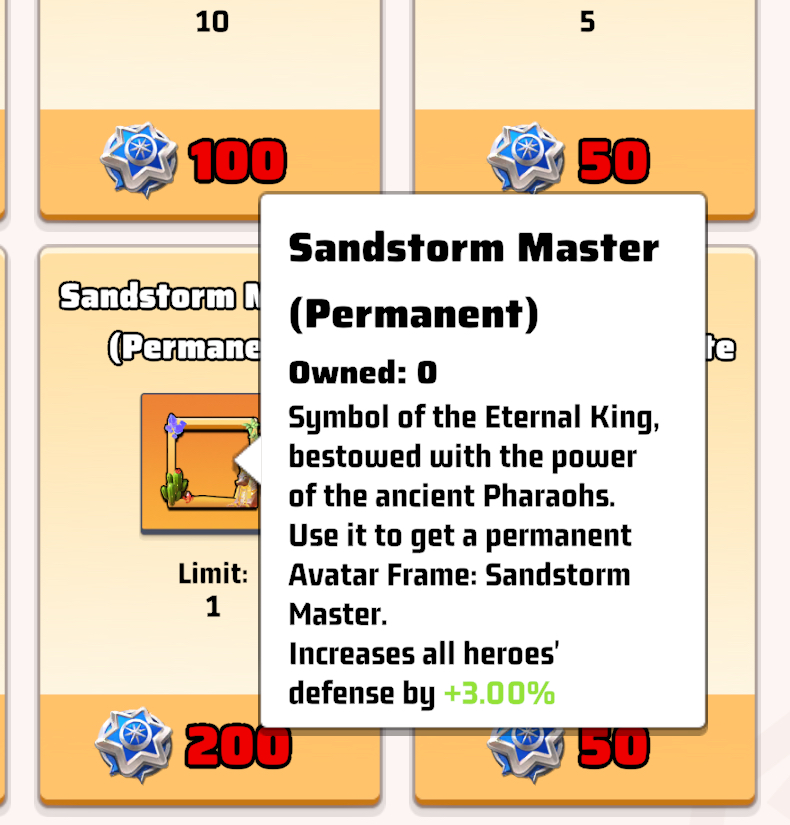 10
5
100
50
Sandstorm
(Permane
Sandstorm Master
(Permanent)
Owned: 0
Symbol of the Eternal King,
bestowed with the power
of the ancient Pharaohs.
Use it to get a permanent
Avatar Frame: Sandstorm
Master.
Increases all heroes'
defense by +3.00%
Limit:
1
200
50